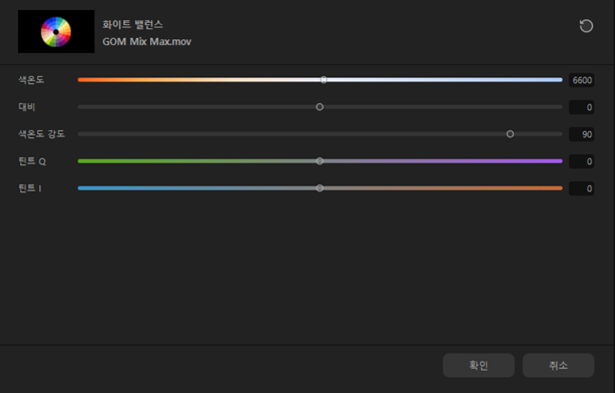 화이트 밸런스
GOM Mix Max.mov
색온도 6600
대비 0
색온도 강도 90
틴트 Q 0
틴트 I 0
확인 취소